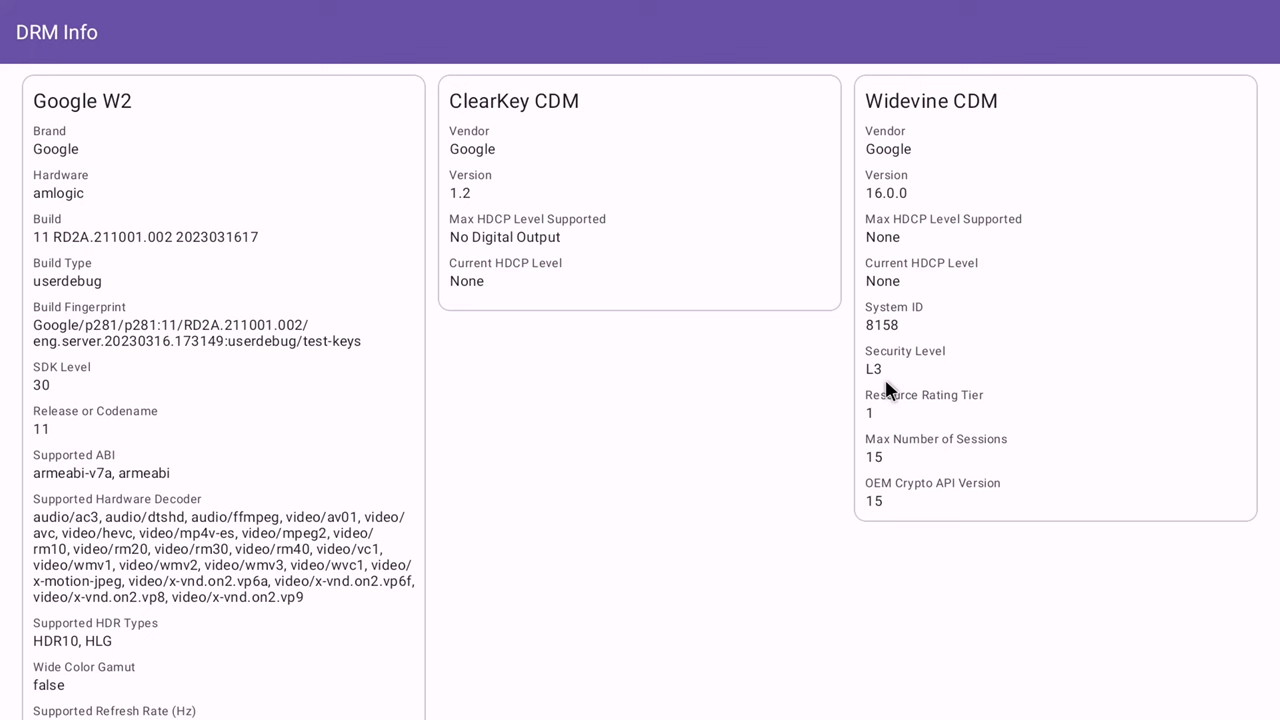 DRM Info
Google W2
Brand
Google
Hardware
amlogic
Build
11 RD2A.211001.002 2023031617
Build Type
userdebug
Build Fingerprint
Google/p281/p281:11/RD2A.211001.002/
eng.server.20230316.173149:userdebug/test-keys
SDK Level
30
Release or Codename
11
Supported ABI
armeabi-v7a, armeabi
Supported Hardware Decoder
audio/ac3, audio/dtshd, audio/ffmpeg, video/av01, video/
avc, video/hevc, video/mp4v-es, video/mpeg2, video/
rm10, video/rm20, video/rm30, video/rm40, video/vc1,
video/wmv1, video/wmv2, video/wmv3, video/wvc1, video/
x-motion-jpeg, video/x-vnd.on2.vp6a, video/x-vnd.on2.vp6f,
video/x-vnd.on2.vp8, video/x-vnd.on2.vp9
Supported HDR Types
HDR10, HLG
Wide Color Gamut
false
Supported Refresh Rate (Hz)
ClearKey CDM
Vendor
Google
Version
1.2
Max HDCP Level Supported
No Digital Output
Current HDCP Level
None
Widevine CDM
Vendor
Google
Version
16.0.0
Max HDCP Level Supported
None
Current HDCP Level
None
System ID
8158
Security Level
L3
Resource Rating Tier
1
Max Number of Sessions
15
OEM Crypto API Version
15